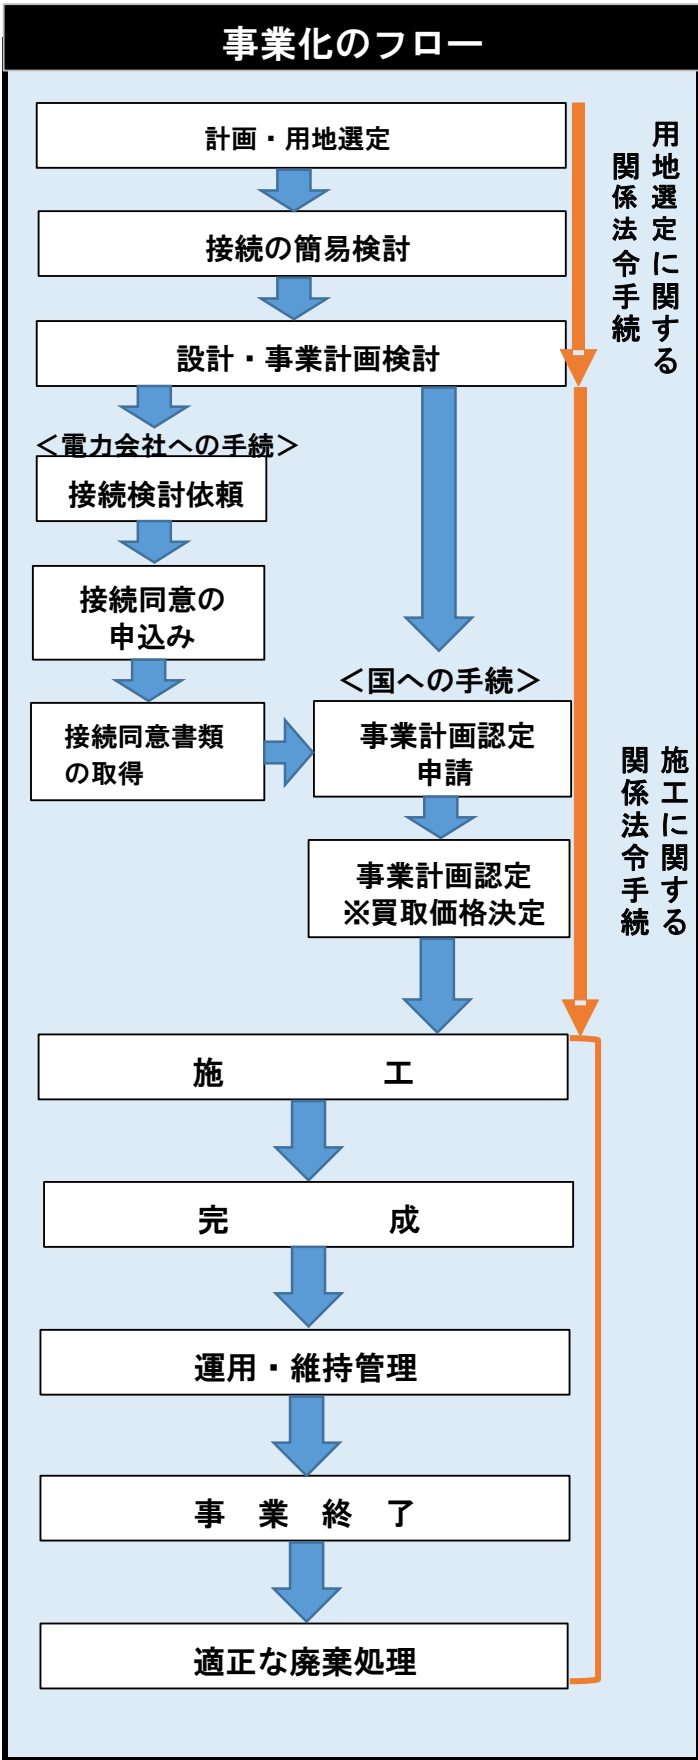 事業化のフロー
計画・用地選定
接続の簡易検討
設計・事業計画検討
用地選定に関する
関係法令手続
＜電力会社への手続＞
接続検討依頼
接続同意の
申込み
接続同意書類
の取得
＜国への手続＞
事業計画認定
申請
事業計画認定
※買取価格決定
施工に関する
関係法令手続
施　工
完　成
運用・維持管理
事　業　終　了
適正な廃棄処理